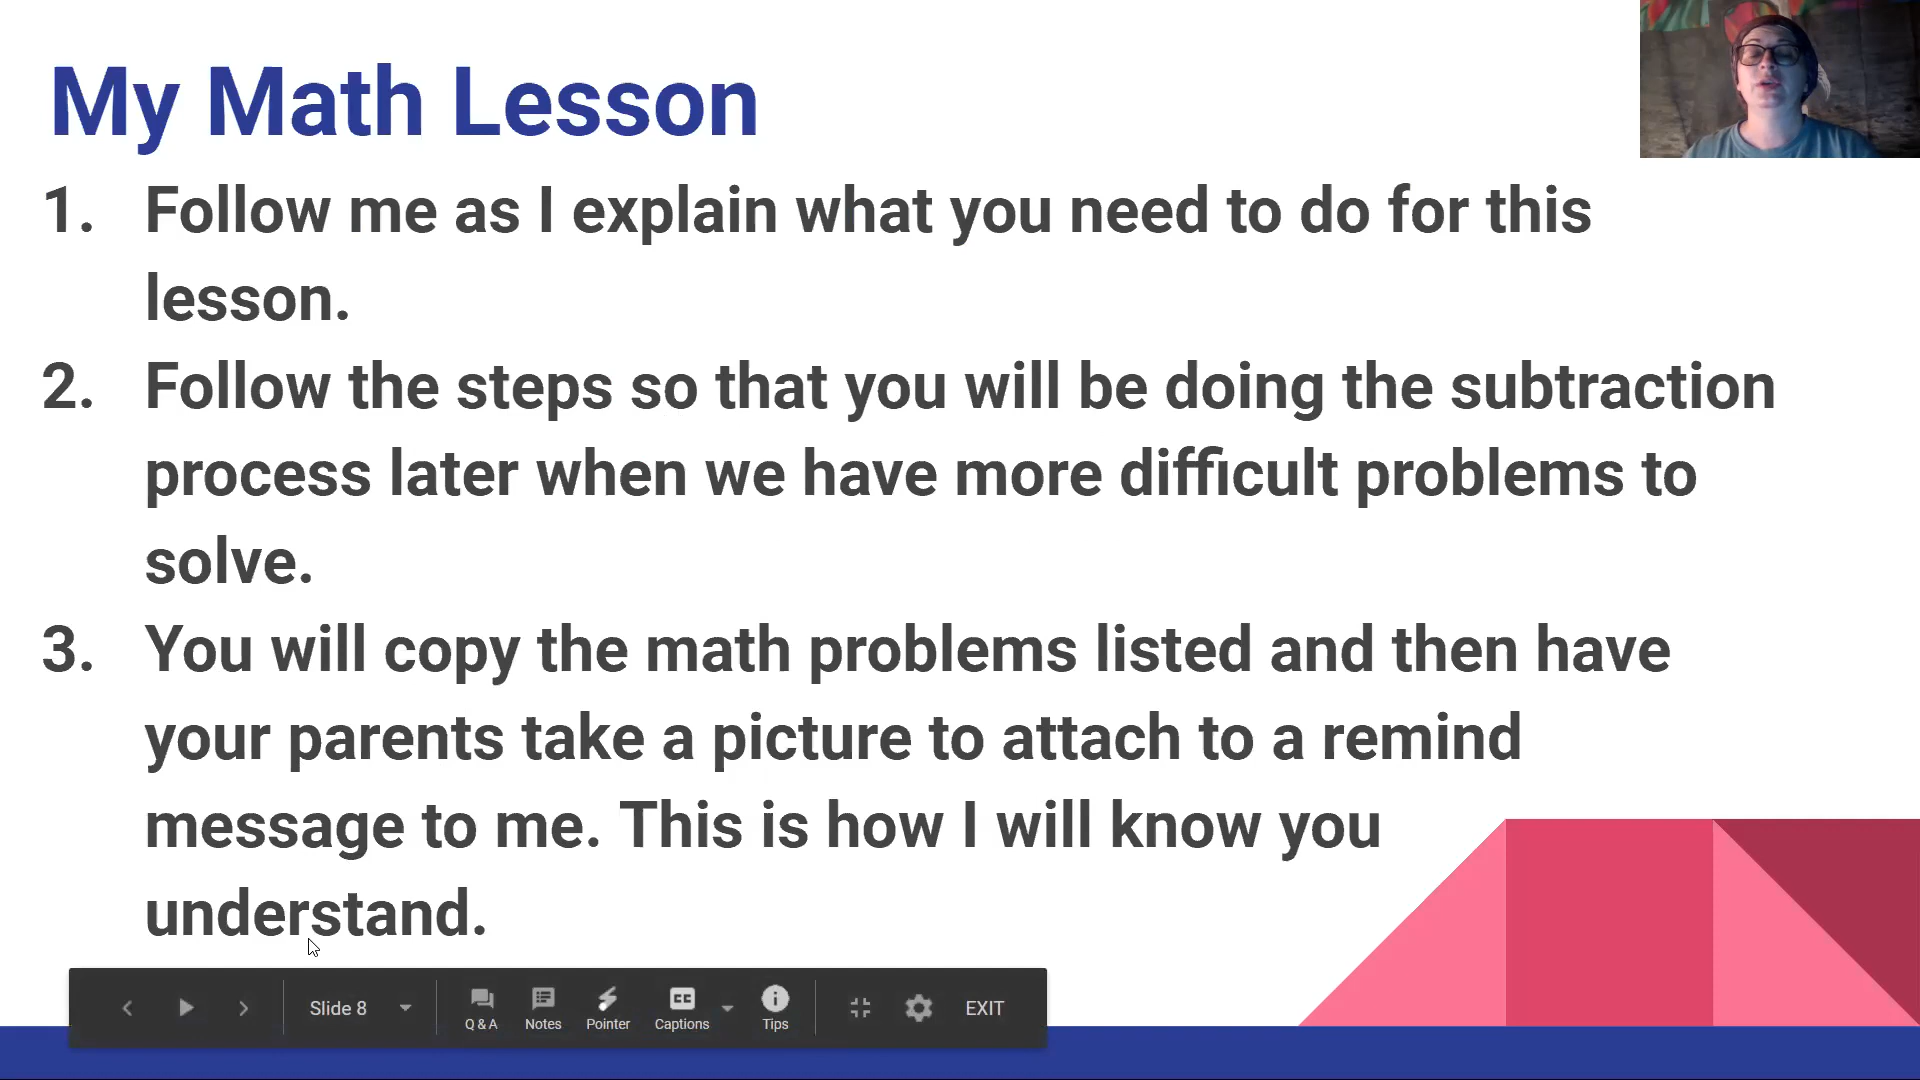 My Math Lesson
1. Follow me as I explain what you need to do for this
lesson.
2. Follow the steps so that you will be doing the subtraction
process later when we have more difficult problems to
solve.
3. You will copy the math problems listed and then have
your parents take a picture to attach to a remind
message to me. This is how I will know you
understand.
Slide 8 Q & A Notes Pointer CC Captions Tips EXIT